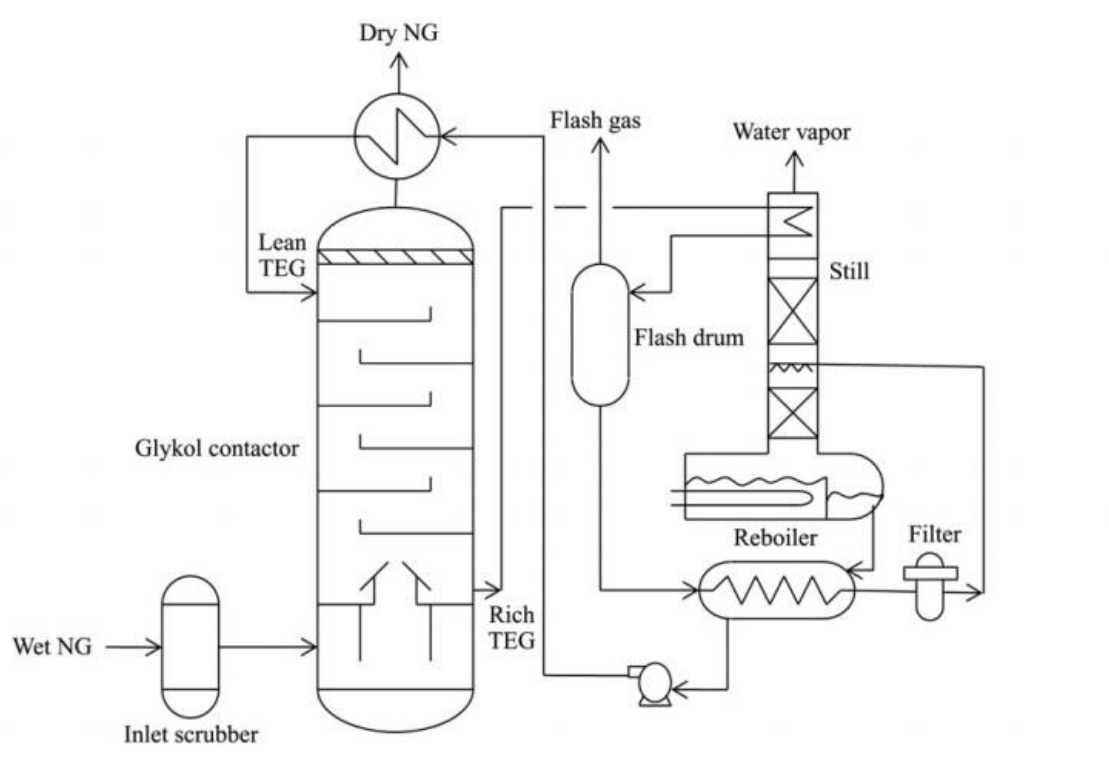 Dry NG
Flash gas
Water vapor
Lean
TEG
Still
Flash drum
Glykol contactor
Reboiler
Filter
Rich
TEG
Wet NG
Inlet scrubber